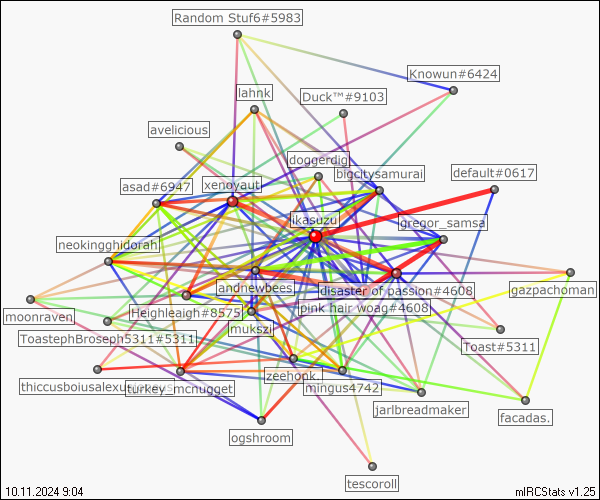 Random Stuf6#5983
Knowun#6424
lahnk
Duck™#9103
avelicious
doggerdig
bigcitysamurai
default#0617
asad#6947
xenoyaut
ikasuzu
gregor_samsa
neokingghidorah
andnewbees
disaster of passion#4608
gazpachoman
moonraven
Heighleaigh#8575
pink hair woag#4608
mukszi
ToastephBroseph5311#5311
Toast#5311
zeehonk.
thiccusboiusalexut
turkey_mcnugget
mingus4742
jarlbreadmaker
facadas.
ogshroom
tescoroll
10.11.2024 9:04
mIRCStats v1.25